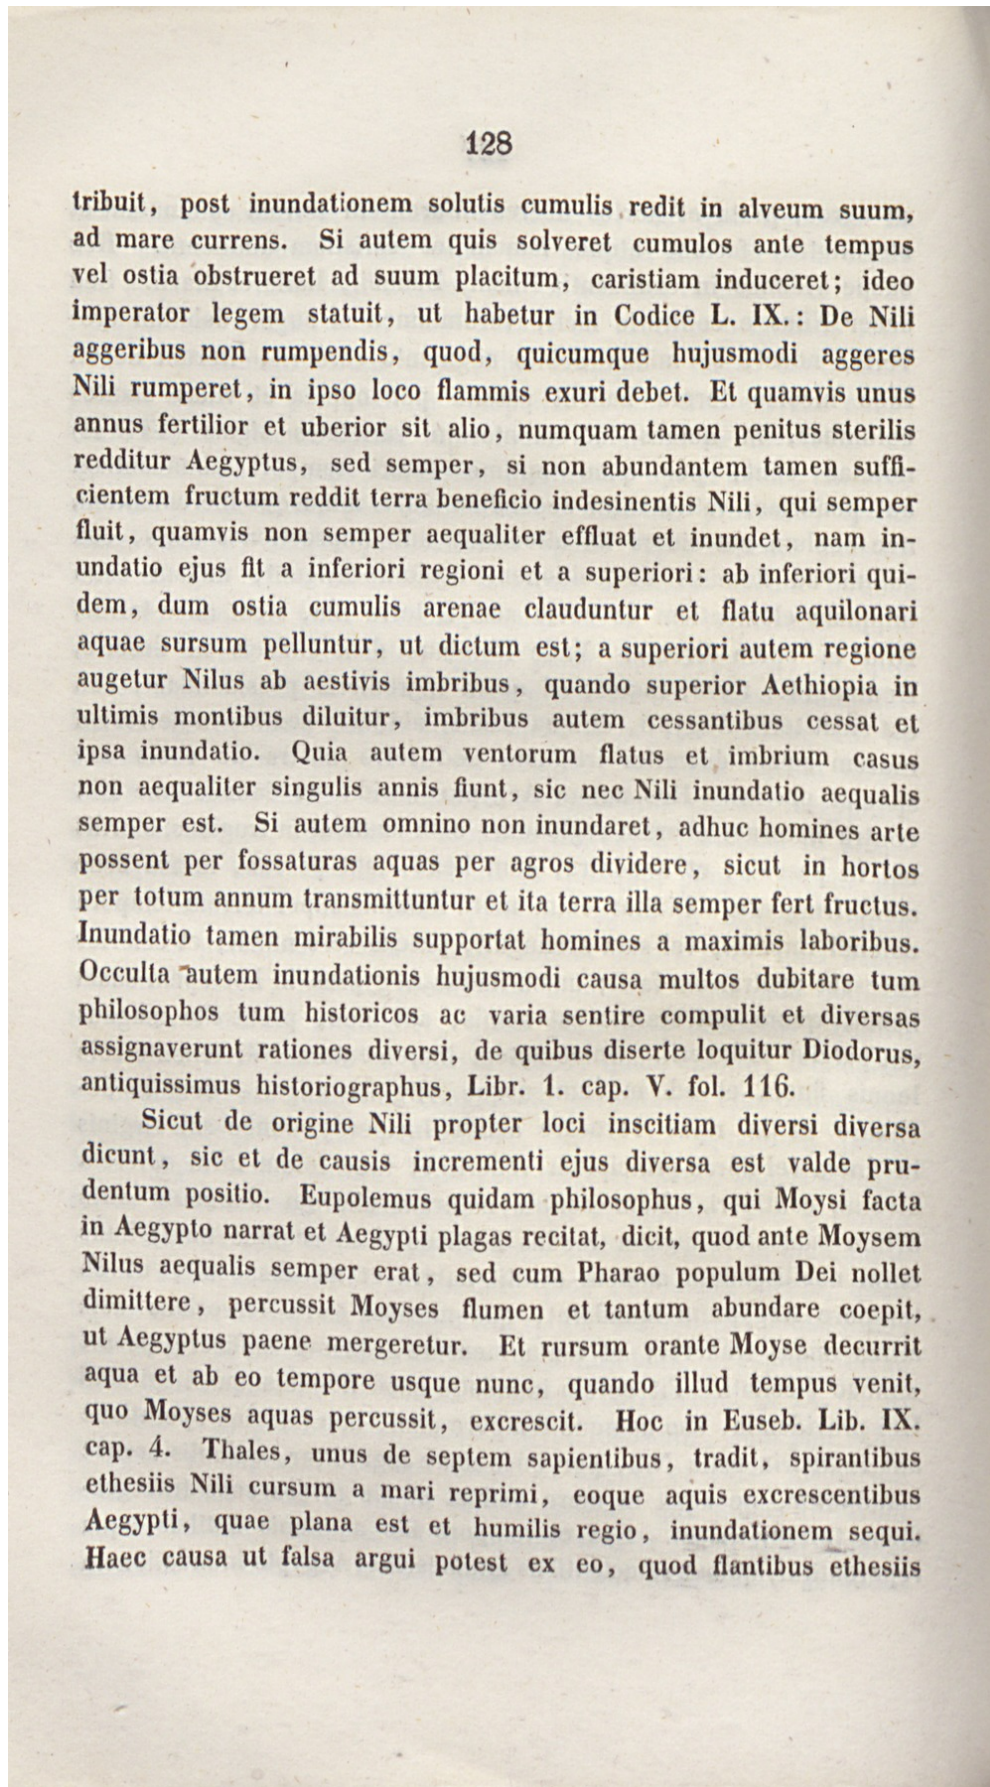 128
tribuit, post inundationem solutis cumulis redit in alveum suum,
ad mare currens. Si autem quis solveret cumulos ante tempus
vel ostia obstrueret ad suum placitum, caristiam induceret; ideo
imperator legem statuit, ut habetur in Codice L. IX.: De Nili
aggeribus non rumpendis, quod, quicumque hujusmodi aggeres
Nili rumperet, in ipso loco flammis exuri debet. Et quamvis unus
annus fertilior et uberior sit alio, numquam tamen penitus sterilis
redditur Aegyptus, sed semper, si non abundantem tamen suffi-
cientem fructum reddit terra beneficio indesinentis Nili, qui semper
fluit, quamvis non semper aequaliter effluat et inundet, nam in-
undatio ejus fit a inferiori regioni et a superiori: ab inferiori qui-
dem, dum ostia cumulis arenae clauduntur et flatu aquilonari
aquae sursum pelluntur, ut dictum est; a superiori autem regione
augetur Nilus ab aestivis imbribus, quando superior Aethiopia in
ultimis montibus diluitur, imbribus autem cessantibus cessat et
ipsa inundatio. Quia autem ventorum flatus et imbrium casus
non aequaliter singulis annis fiunt, sic nec Nili inundatio aequalis
semper est. Si autem omnino non inundaret, adhuc homines arte
possent per fossaturas aquas per agros dividere, sicut in hortos
per totum annum transmittuntur et ita terra illa semper fert fructus.
Inundatio tamen mirabilis supportat homines a maximis laboribus.
Occulta autem inundationis hujusmodi causa multos dubitare tum
philosophos tum historicos ac varia sentire compulit et diversas
assignaverunt rationes diversi, de quibus diserte loquitur Diodorus,
antiquissimus historiographus, Libr. 1. cap. V. fol. 116.
Sicut de origine Nili propter loci inscitiam diversi diversa
dicunt, sic et de causis incrementi ejus diversa est valde pru-
dentum positio. Eupolemus quidam philosophus, qui Moysi facta
in Aegypto narrat et Aegypti plagas recitat, dicit, quod ante Moysem
Nilus aequalis semper erat, sed cum Pharao populum Dei nollet
dimittere, percussit Moyses flumen et tantum abundare coepit,
ut Aegyptus paene mergeretur. Et rursum orante Moyse decurrit
aqua et ab eo tempore usque nunc, quando illud tempus venit,
quo Moyses aquas percussit, excrescit. Hoc in Euseb. Lib. IX.
cap. 4. Thales, unus de septem sapientibus, tradit, spirantibus
ethesiis Nili cursum a mari reprimi, eoque aquis excrescentibus
Aegypti, quae plana est et humilis regio, inundationem sequi.
Haec causa ut falsa argui potest ex eo, quod flantibus ethesiis